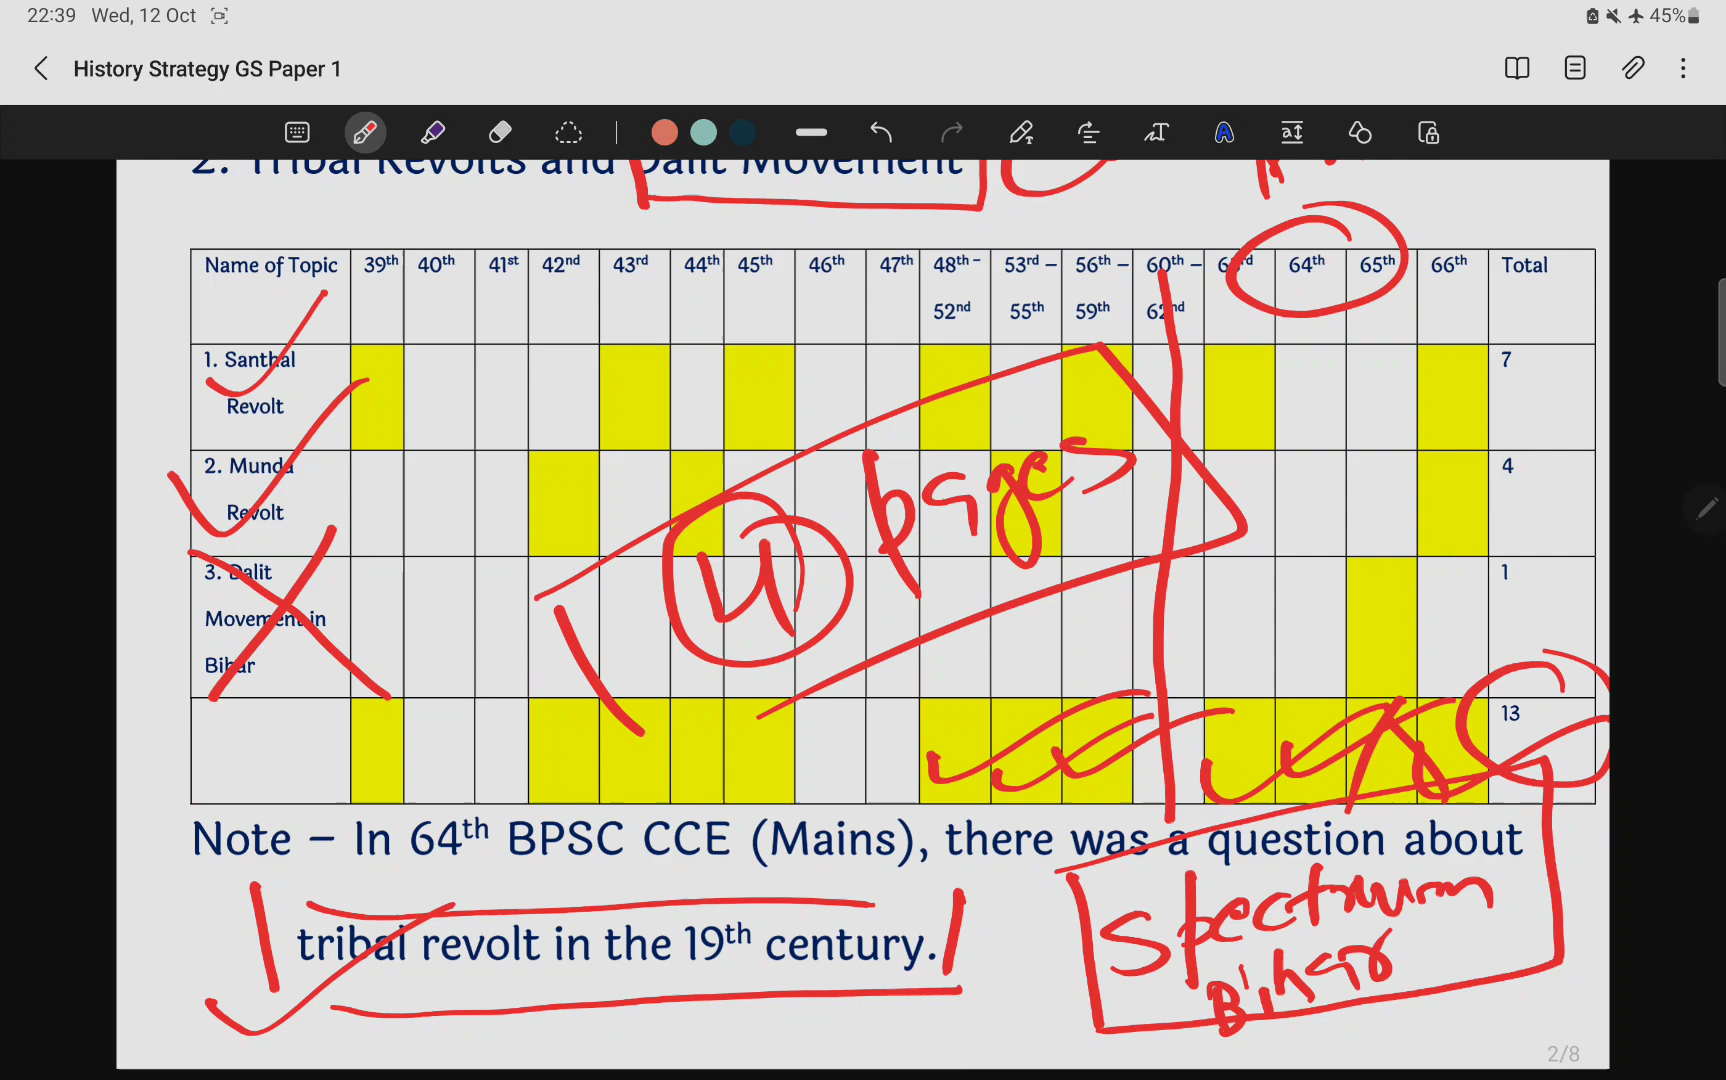 22:39 Wed, 12 Oct 45%
History Strategy GS Paper 1
2. Tribal Revolts and Dalit Movement
Name of Topic 39th 40th 41st 42nd 43rd 44th 45th 46th 47th 48th – 52nd 53rd – 55th 56th – 59th 60th – 62nd 63rd 64th 65th 66th Total
1. Santhal Revolt 7
2. Munda Revolt 4
3. Dalit Movement in Bihar 1
13
4 pages
Note – In 64th BPSC CCE (Mains), there was a question about
tribal revolt in the 19th century.
Spectrum
Bihar
2/8